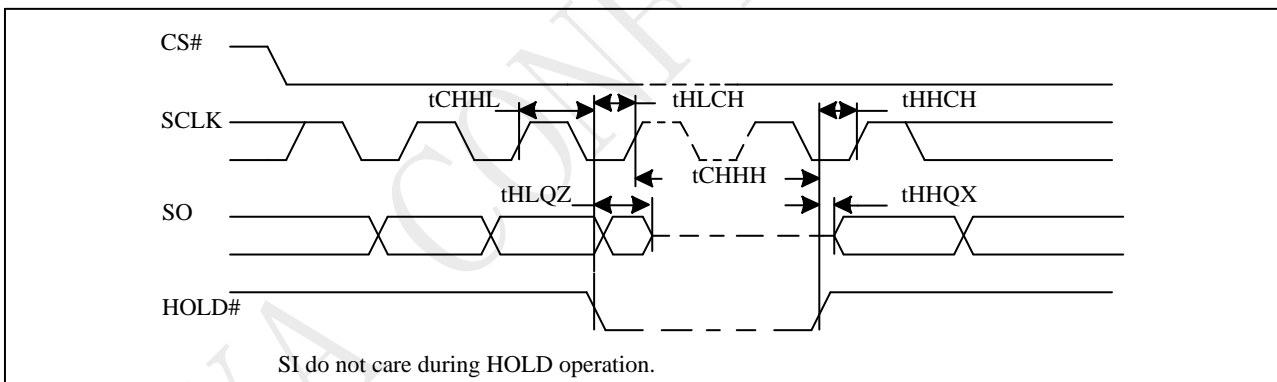 CS#
tCHHL
tHLCH
tHHCH
SCLK
tCHHH
tHLQZ
tHHQX
SO
HOLD#
SI do not care during HOLD operation.